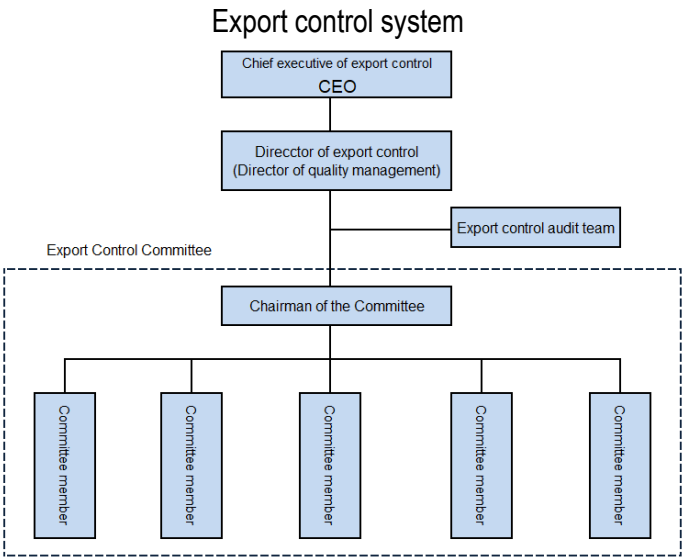 Export control system
Chief executive of export control
CEO
Direcctor of export control
(Director of quality management)
Export control audit team
Export Control Committee
Chairman of the Committee
Committee member
Committee member
Committee member
Committee member
Committee member